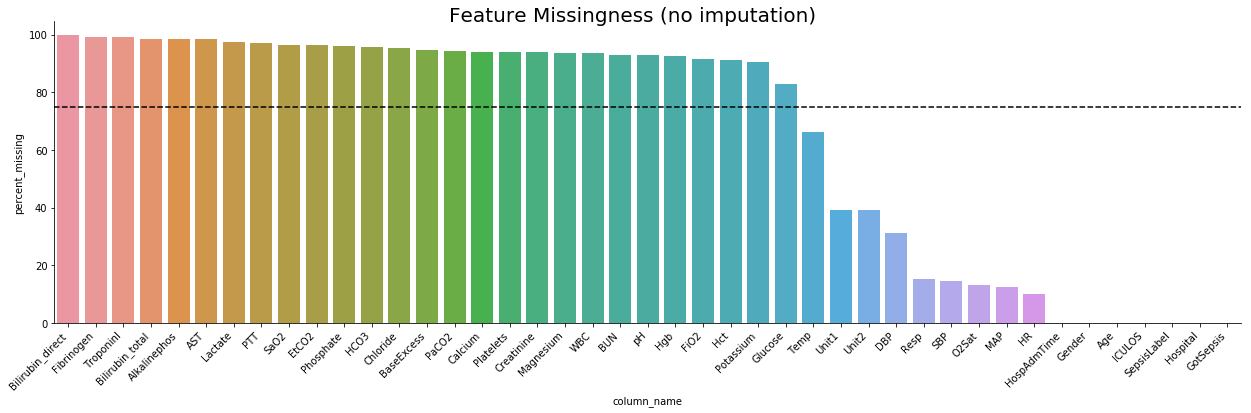 Feature Missingness (no imputation)
100
80
60
40
20
0
percent_missing
Bilirubin_direct
Fibrinogen
TroponinI
Bilirubin_total
Alkalinephos
AST
Lactate
PTT
SaO2
EtCO2
Phosphate
HCO3
Chloride
BaseExcess
PaCO2
Calcium
Platelets
Creatinine
Magnesium
WBC
BUN
pH
Hgb
FiO2
Hct
Potassium
Glucose
Temp
Unit1
Unit2
DBP
Resp
SBP
O2Sat
MAP
HR
HospAdmTime
Gender
Age
ICULOS
SepsisLabel
Hospital
GotSepsis
column_name